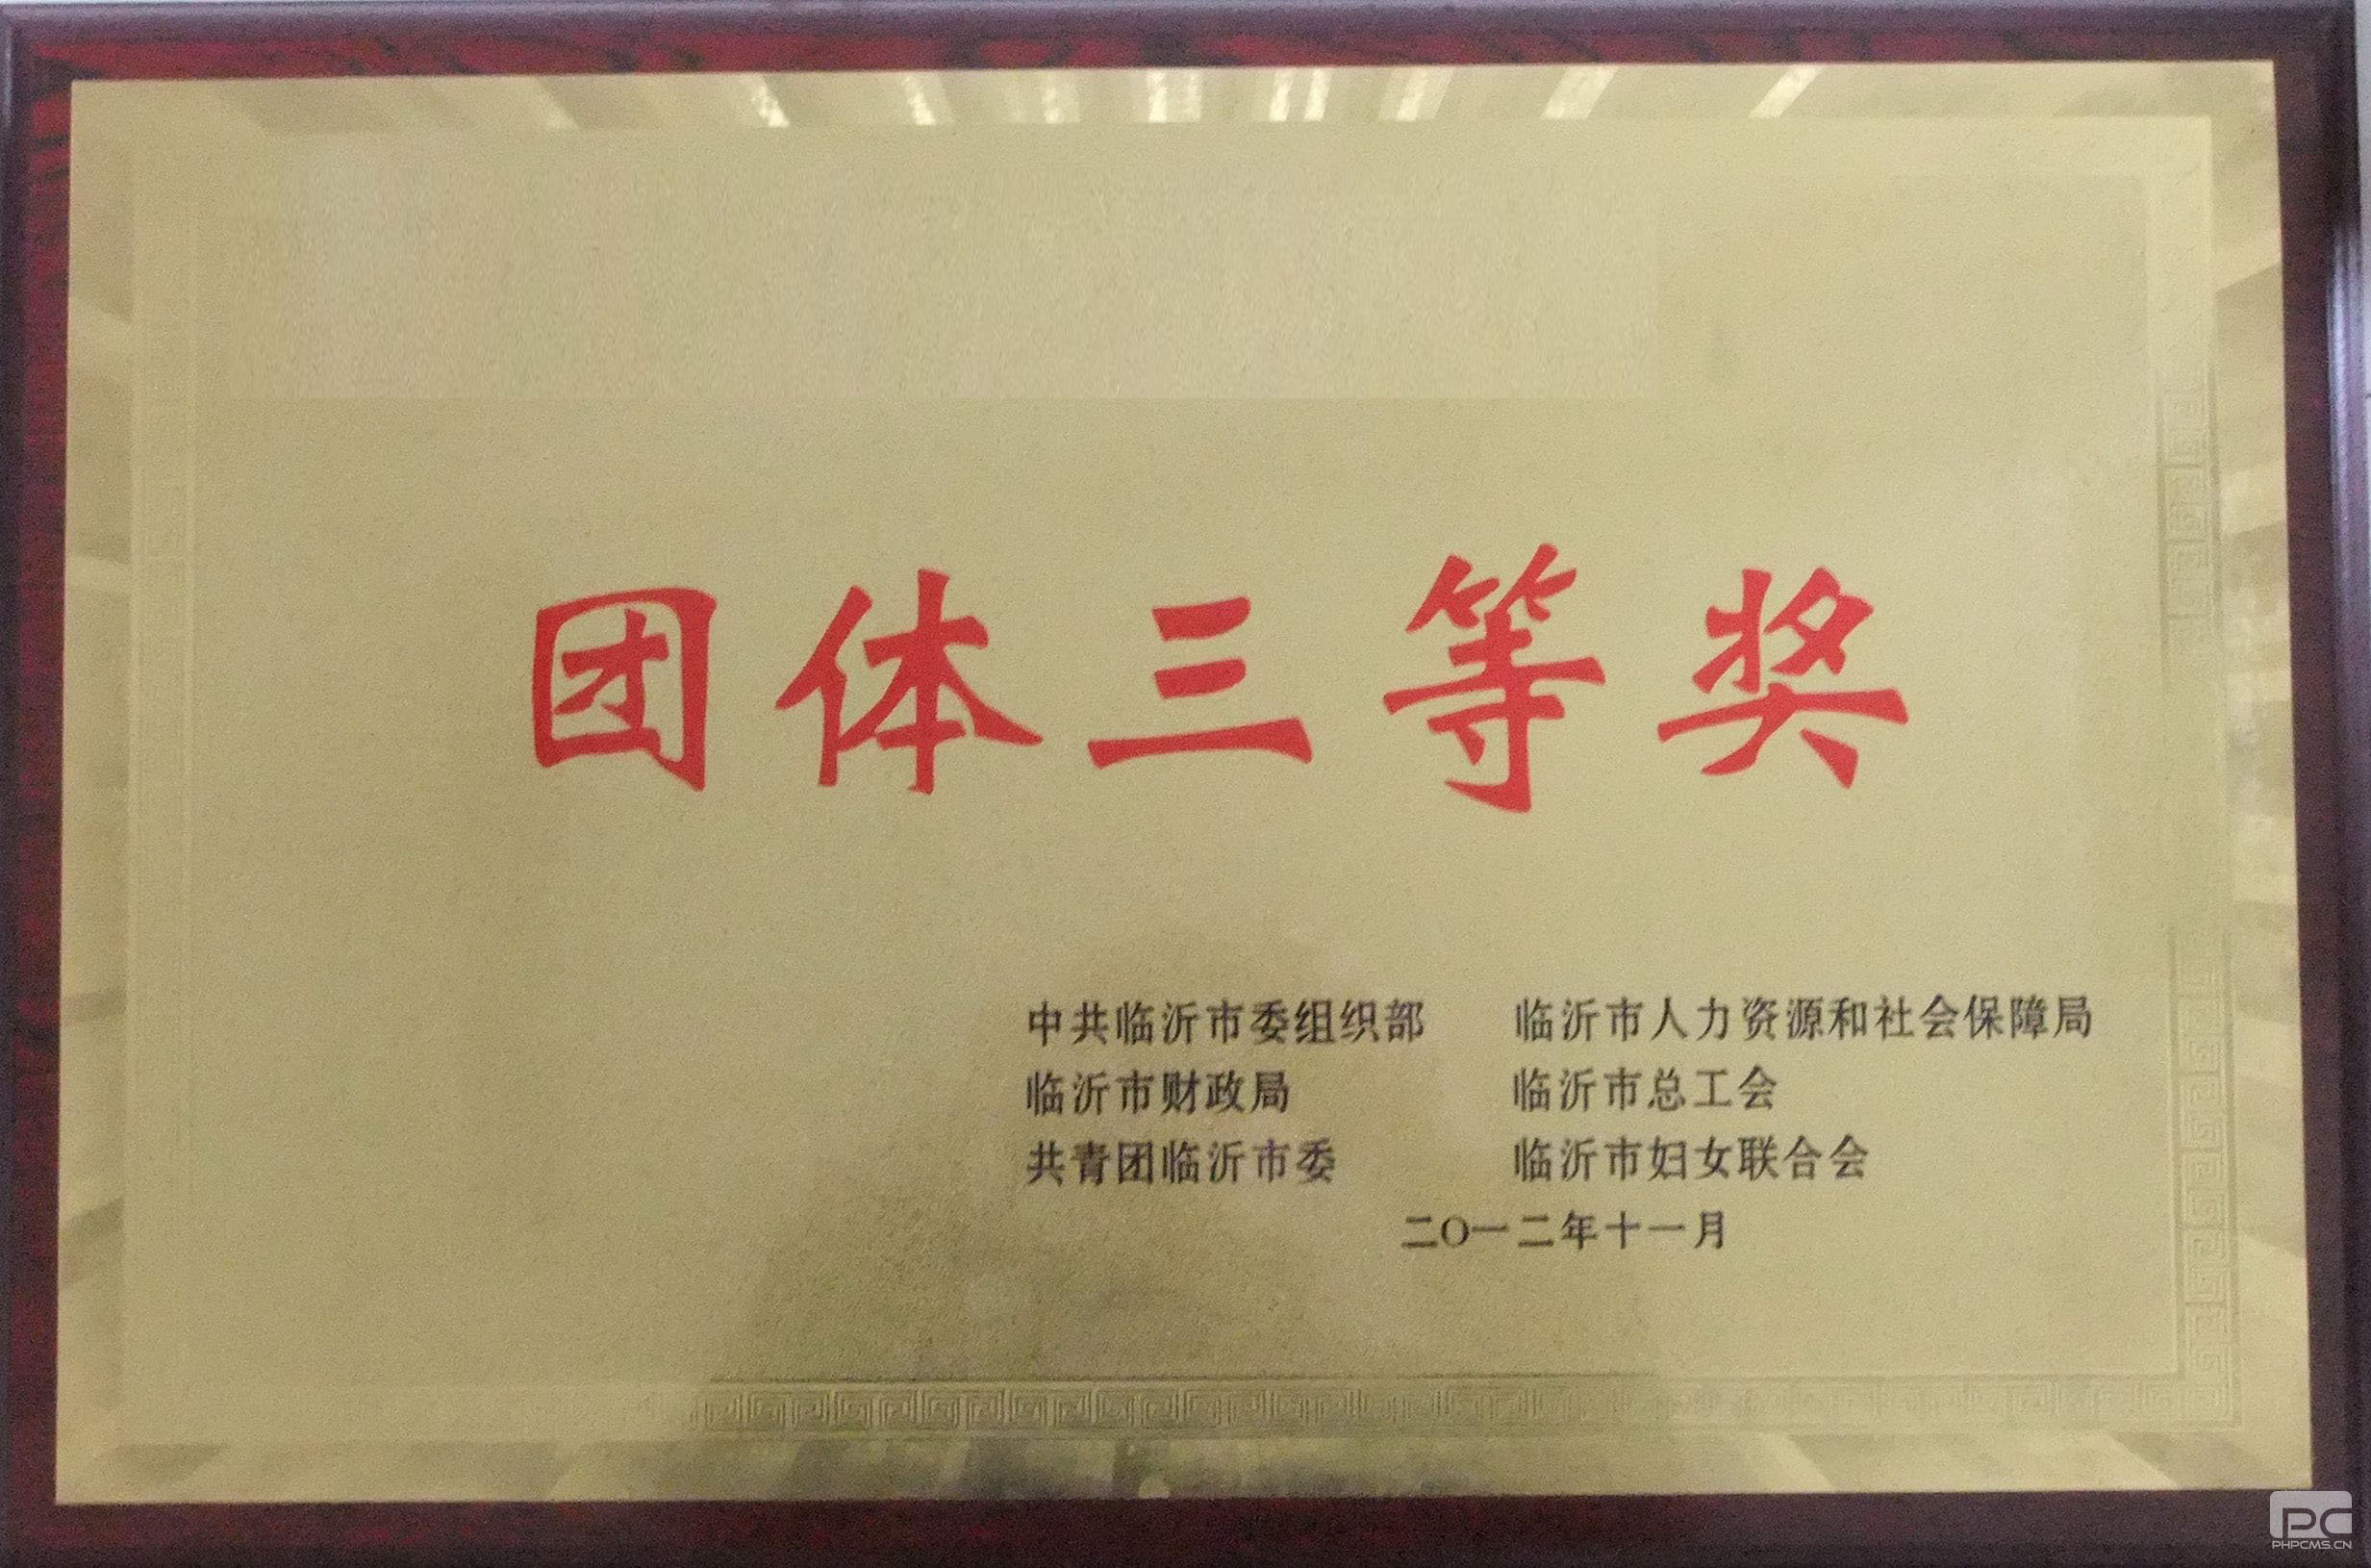 团体三等奖
中共临沂市委组织部 临沂市人力资源和社会保障局
临沂市财政局 临沂市总工会
共青团临沂市委 临沂市妇女联合会
二〇一二年十一月
PC
PHPCMS.CN